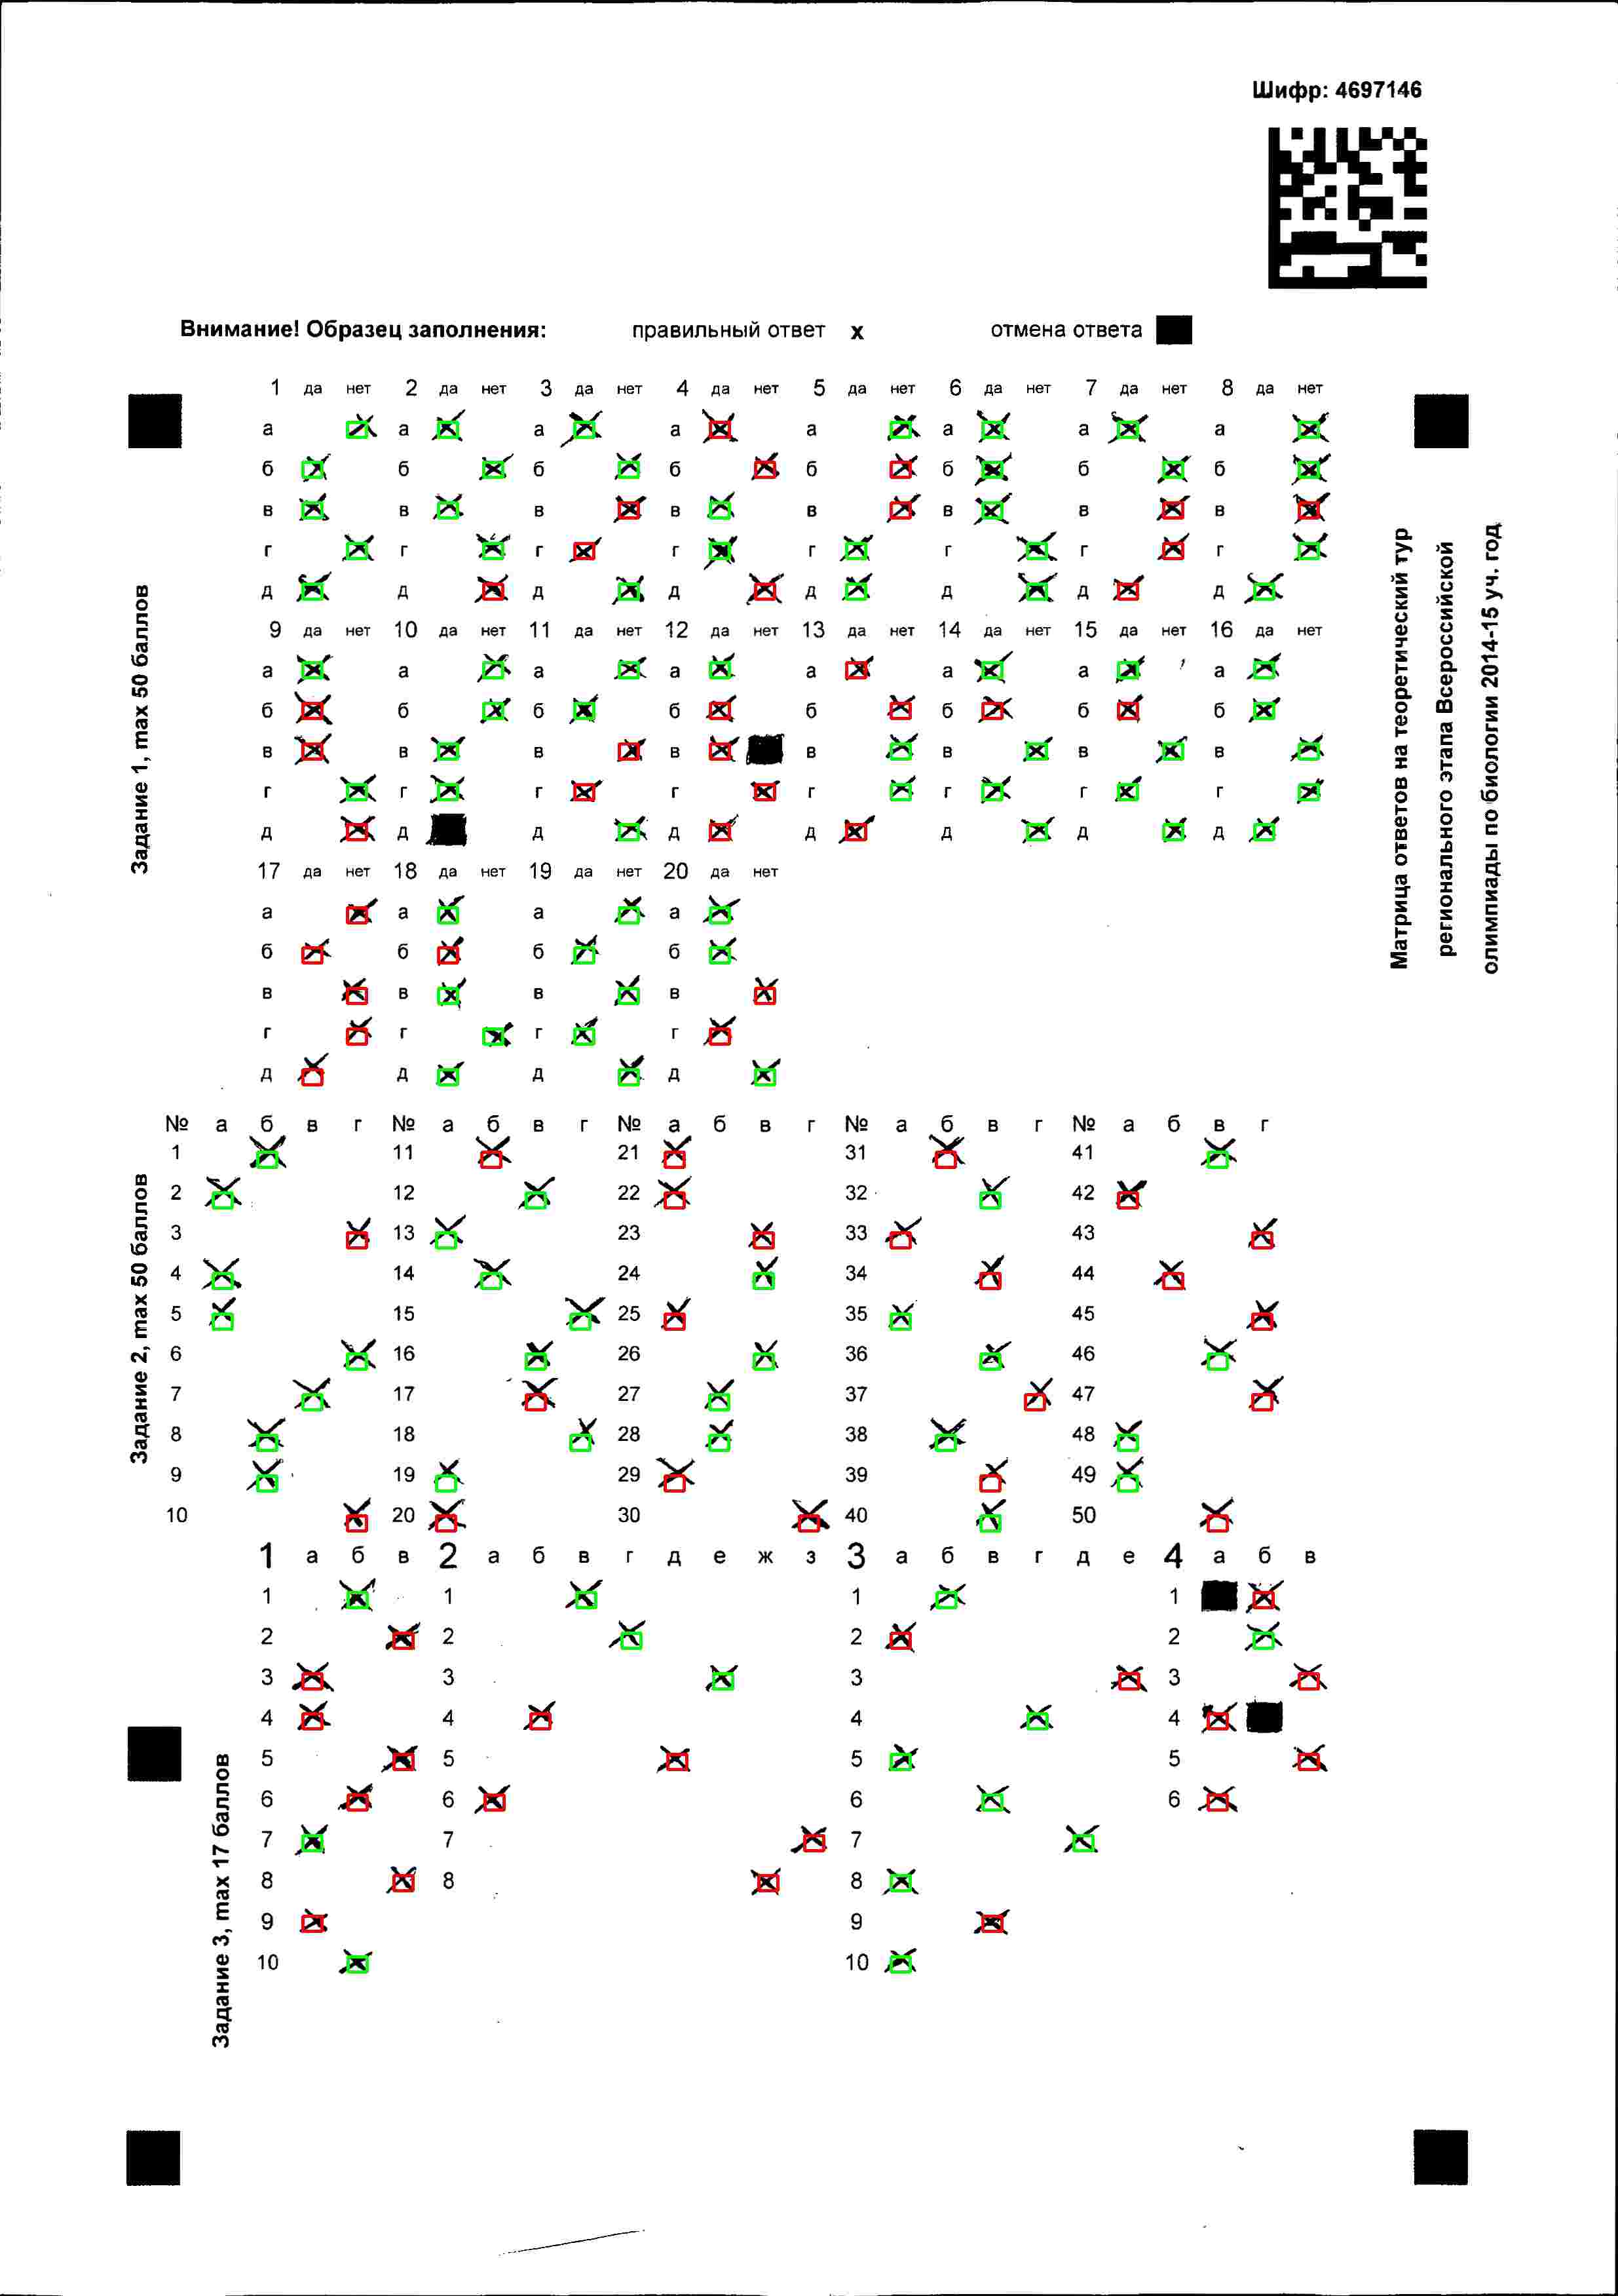 Шифр: 4697146
Внимание! Образец заполнения: правильный ответ x отмена ответа
1 да нет 2 да нет 3 да нет 4 да нет 5 да нет 6 да нет 7 да нет 8 да нет
а а а а а а а а
б б б б б б б б
в в в в в в в в
г г г г г г г г
д д д д д д д д
9 да нет 10 да нет 11 да нет 12 да нет 13 да нет 14 да нет 15 да нет 16 да нет
а а а а а а а а
б б б б б б б б
в в в в в в в в
г г г г г г г г
д д д д д д д д
17 да нет 18 да нет 19 да нет 20 да нет
а а а а
б б б б
в в в в
г г г г
д д д д
Задание 1, max 50 баллов
Матрица ответов на теоретический тур
регионального этапа Всероссийской
олимпиады по биологии 2014-15 уч. год
№ а б в г № а б в г № а б в г № а б в г № а б в г
1 11 21 31 41
2 12 22 32 42
3 13 23 33 43
4 14 24 34 44
5 15 25 35 45
6 16 26 36 46
7 17 27 37 47
8 18 28 38 48
9 19 29 39 49
10 20 30 40 50
Задание 2, max 50 баллов
1 а б в 2 а б в г д е ж з 3 а б в г д е 4 а б в
1 1 1 1
2 2 2 2
3 3 3 3
4 4 4 4
5 5 5 5
6 6 6 6
7 7 7
8 8 8
9 9
10 10
Задание 3, max 17 баллов